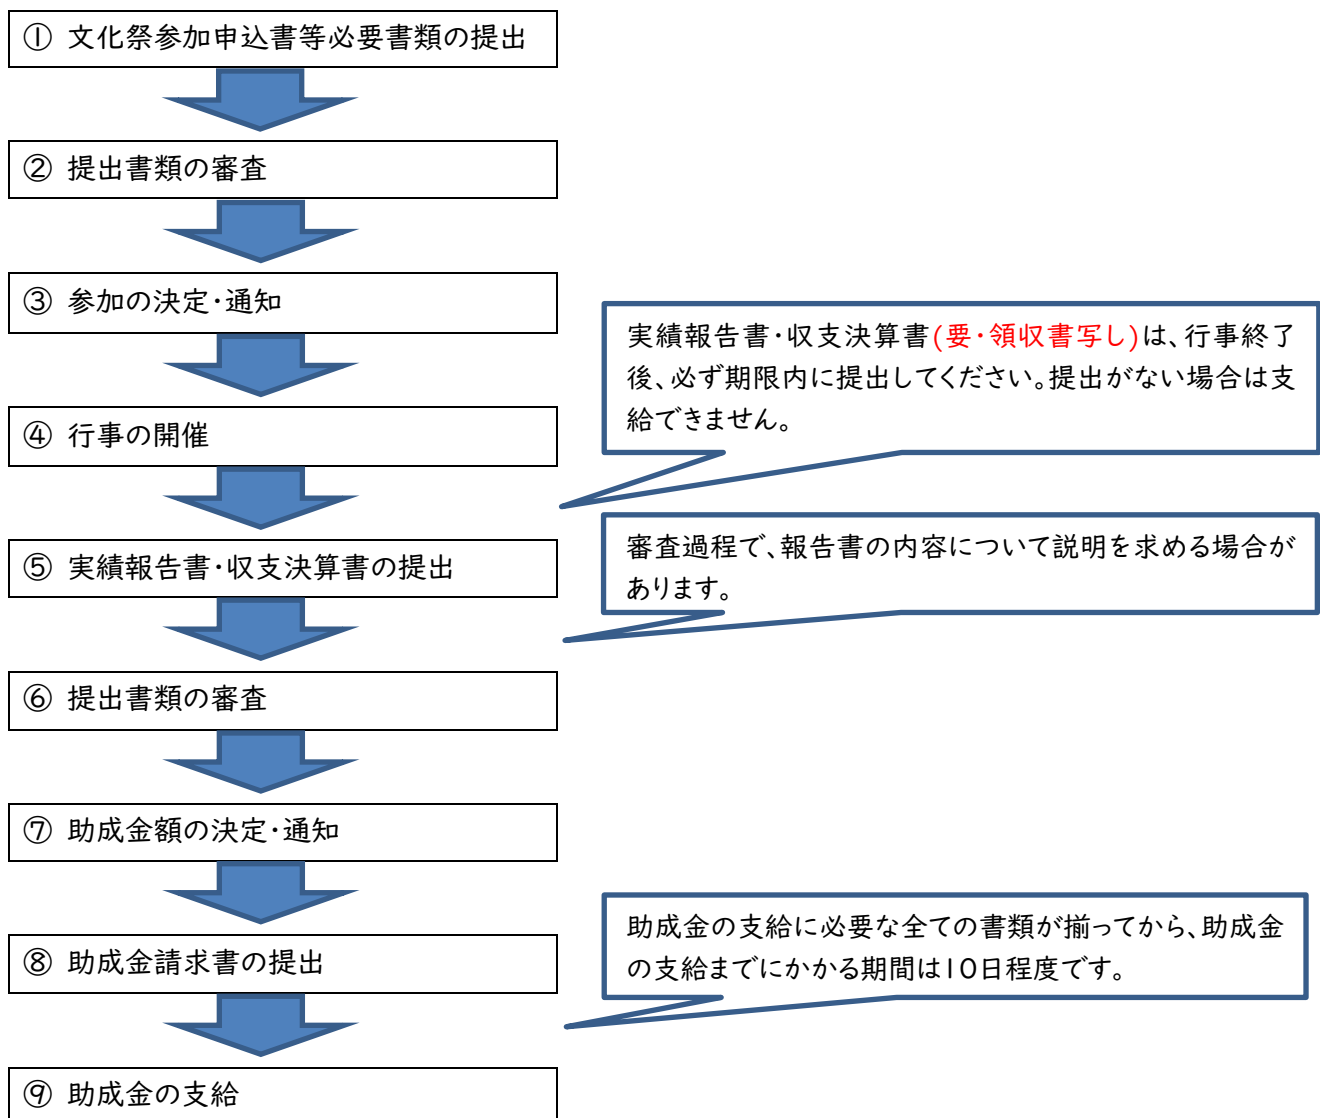 ① 文化祭参加申込書等必要書類の提出
② 提出書類の審査
③ 参加の決定・通知
実績報告書・収支決算書(要・領収書写し)は、行事終了
後、必ず期限内に提出してください。提出がない場合は支
給できません。
④ 行事の開催
審査過程で、報告書の内容について説明を求める場合が
あります。
⑤ 実績報告書・収支決算書の提出
⑥ 提出書類の審査
⑦ 助成金額の決定・通知
助成金の支給に必要な全ての書類が揃ってから、助成金
の支給までにかかる期間は10日程度です。
⑧ 助成金請求書の提出
⑨ 助成金の支給